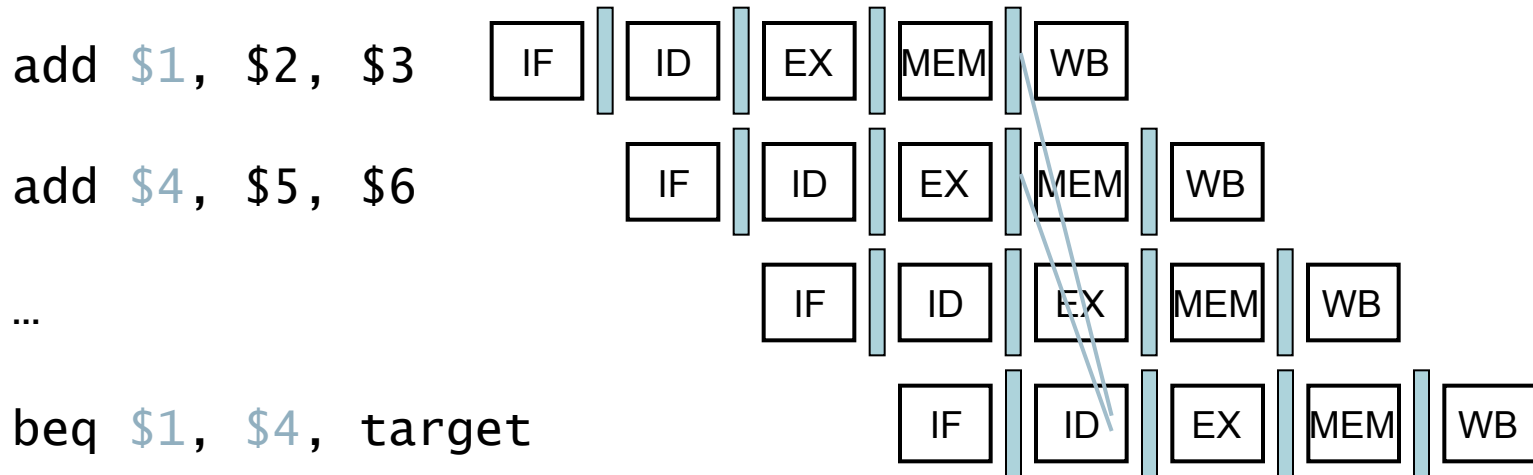 add $1, $2, $3 IF ID EX MEM WB
add $4, $5, $6 IF ID EX MEM WB
… IF ID EX MEM WB
beq $1, $4, target IF ID EX MEM WB